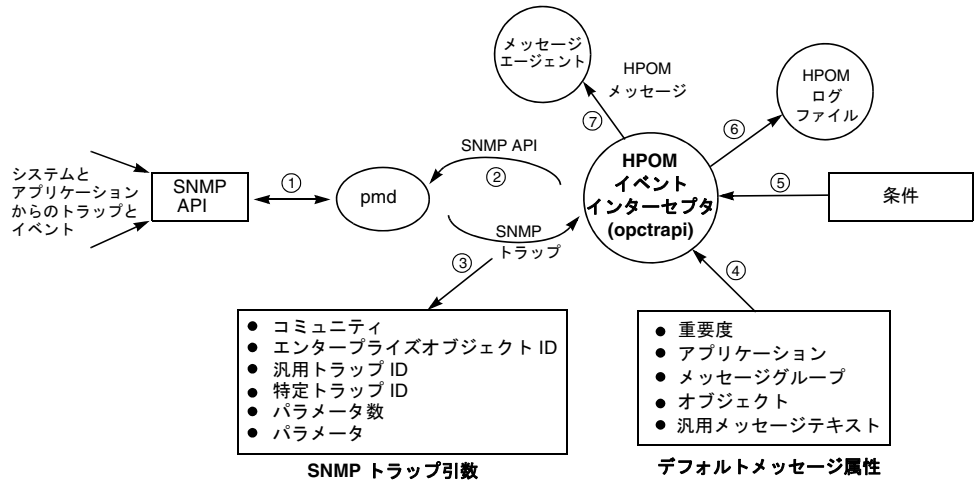 メッセージ
エージェント
HPOM
メッセージ
⑦
HPOM
ログ
ファイル
⑥
システムと
アプリケーション
からのトラップと
イベント
SNMP
API
①
pmd
SNMP API
②
SNMP
トラップ
③
HPOM
イベント
インターセプタ
(opctrapi)
⑤
条件
④
● コミュニティ
● エンタープライズオブジェクト ID
● 汎用トラップ ID
● 特定トラップ ID
● パラメータ数
● パラメータ
SNMP トラップ引数
● 重要度
● アプリケーション
● メッセージグループ
● オブジェクト
● 汎用メッセージテキスト
デフォルトメッセージ属性